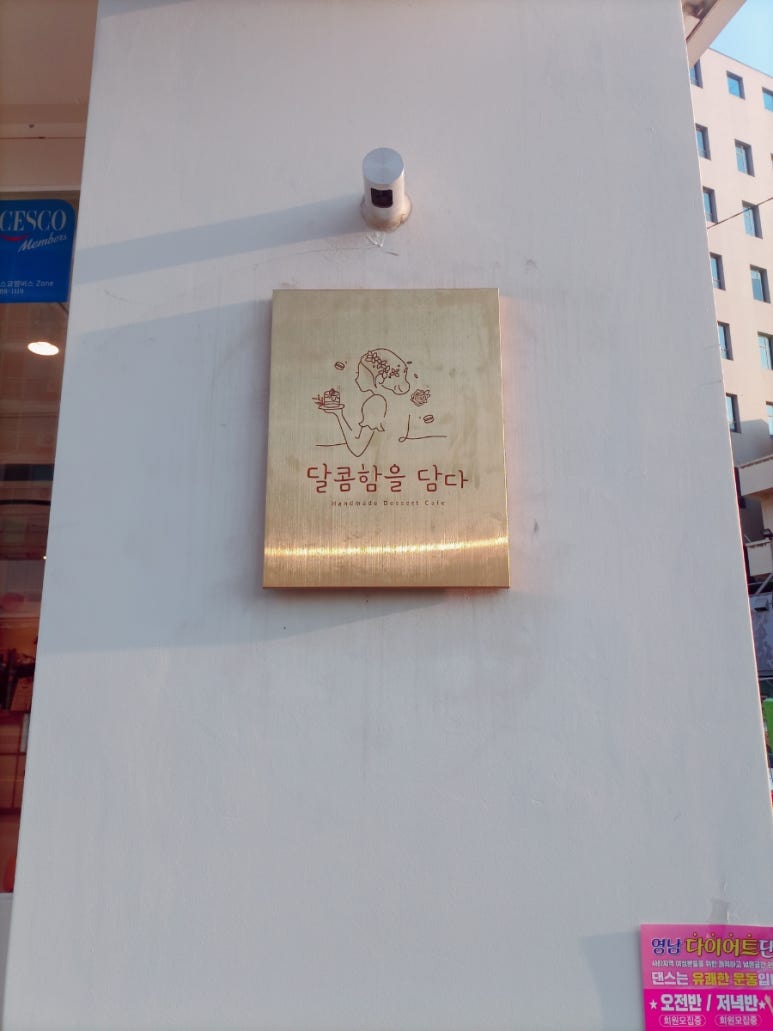 CESCO
Members
Zone
달콤함을 담다
Handmade Dessert Cafe
영남 다이어트
댄스는 유쾌한 운동입
오전반 / 저녁반
회원모집중 회원모집중